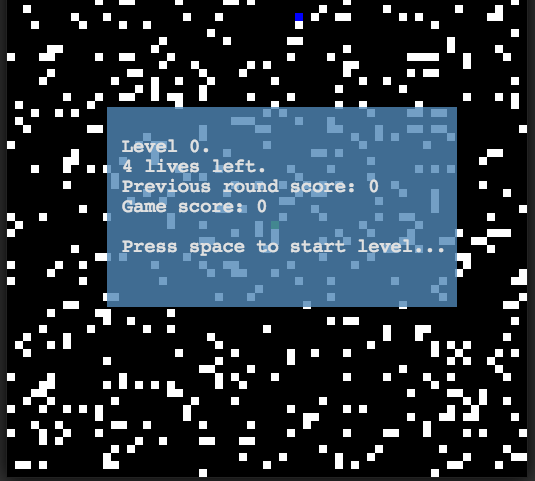 Level 0.
4 lives left.
Previous round score: 0
Game score: 0
Press space to start level...